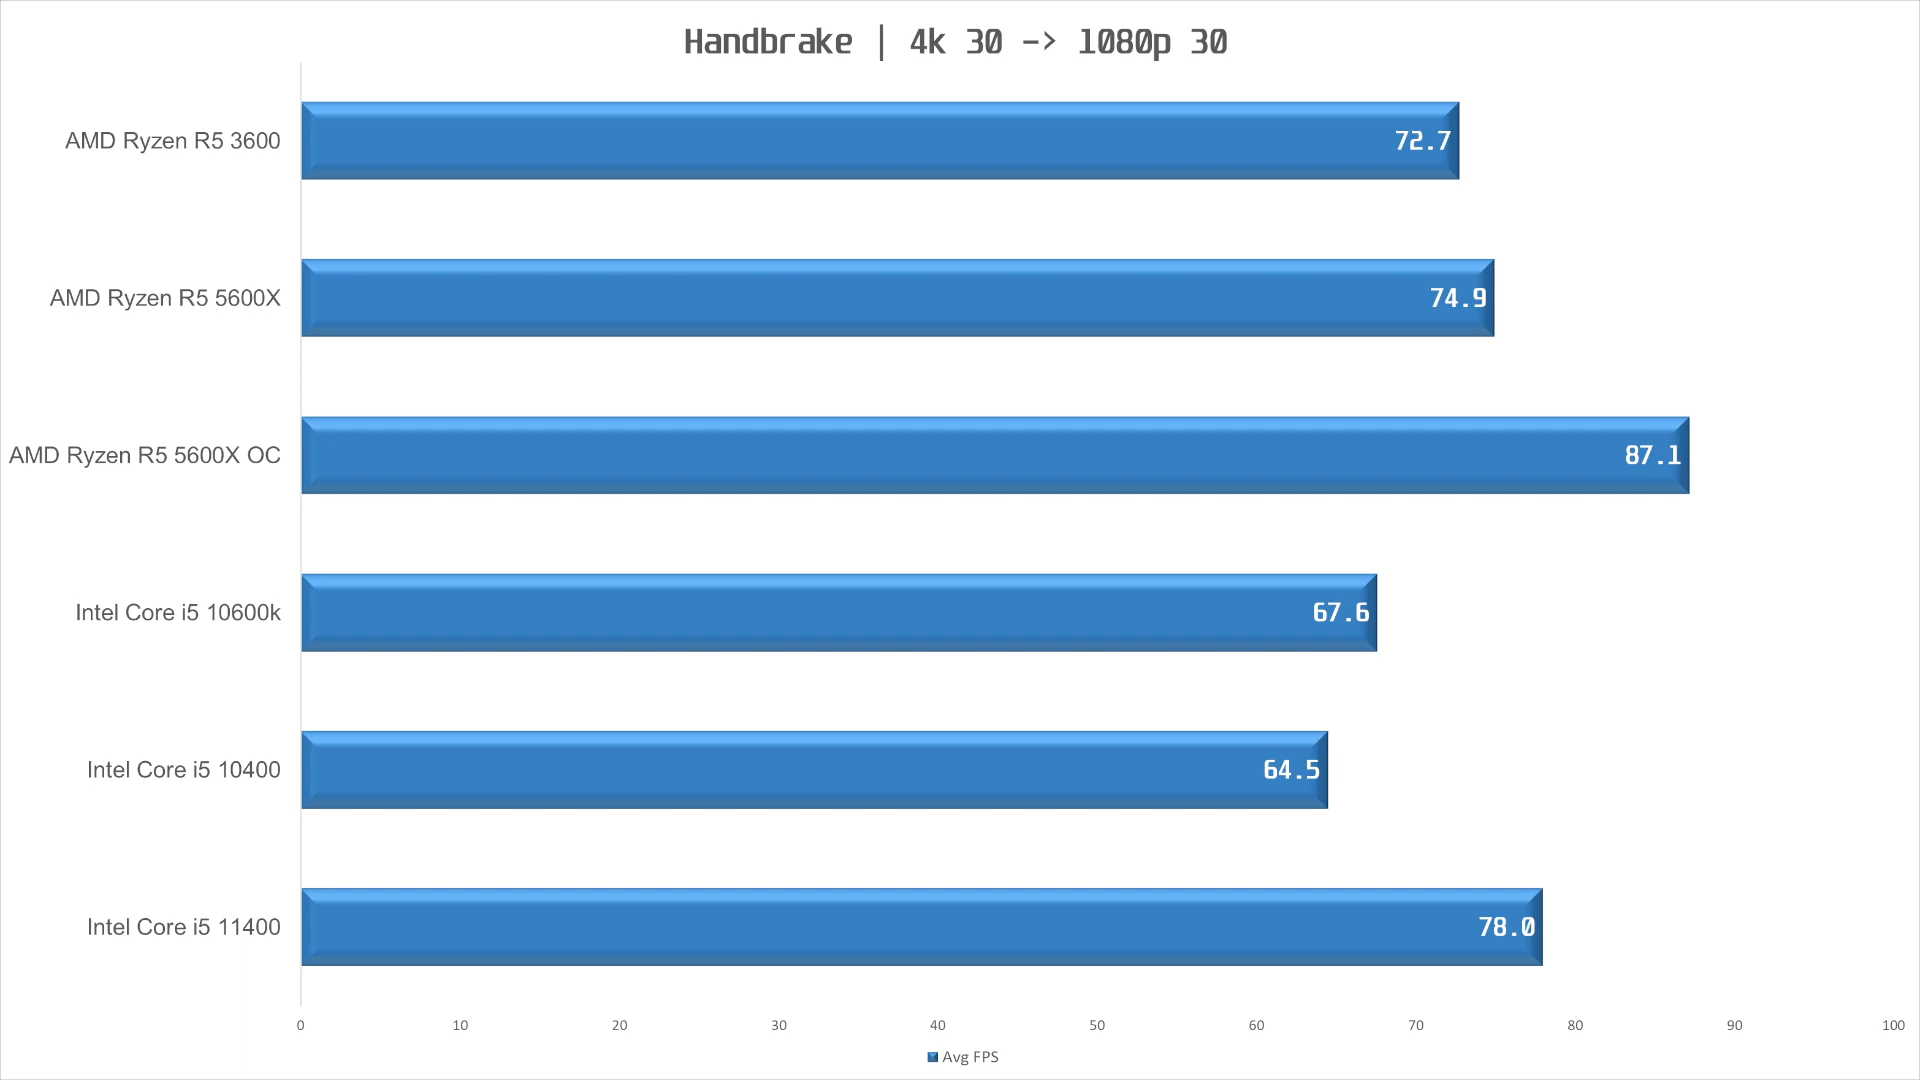 Handbrake | 4k 30 -> 1080p 30
AMD Ryzen R5 3600
72.7
AMD Ryzen R5 5600X
74.9
AMD Ryzen R5 5600X OC
87.1
Intel Core i5 10600k
67.6
Intel Core i5 10400
64.5
Intel Core i5 11400
78.0
0 10 20 30 40 50 60 70 80 90 100
Avg FPS